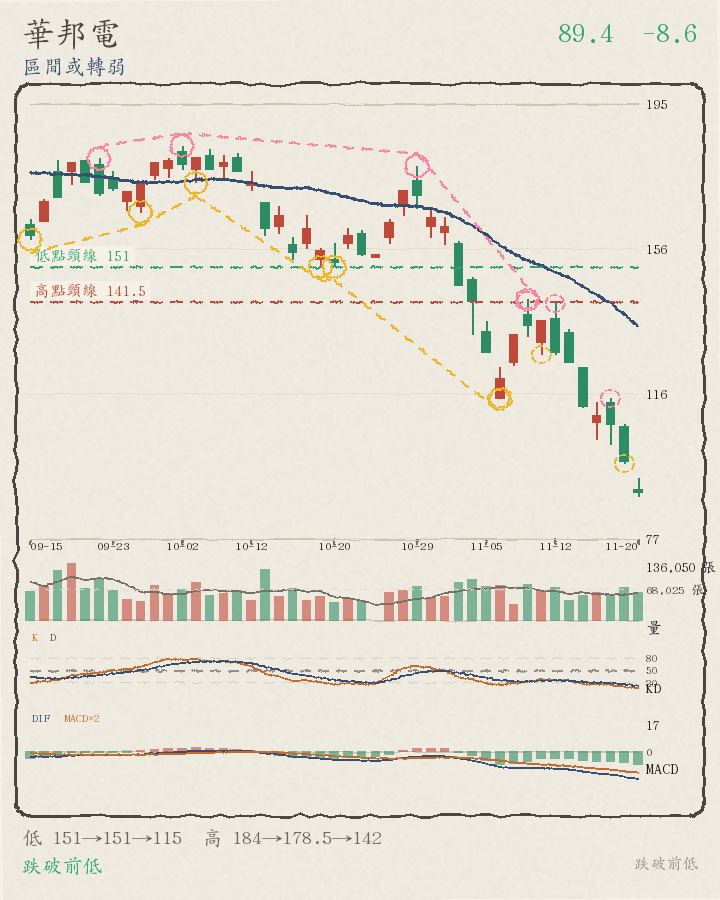 華邦電 89.4 -8.6
區間或轉弱
195
156
低點頸線 151
高點頸線 141.5
116
77
09-15 09-23 10-02 10-12 10-20 10-29 11-05 11-12 11-20
136,050 張
68,025 張
量
K D
80
50
20
KD
DIF MACD×2
17
0
MACD
低 151→151→115 高 184→178.5→142
跌破前低 跌破前低